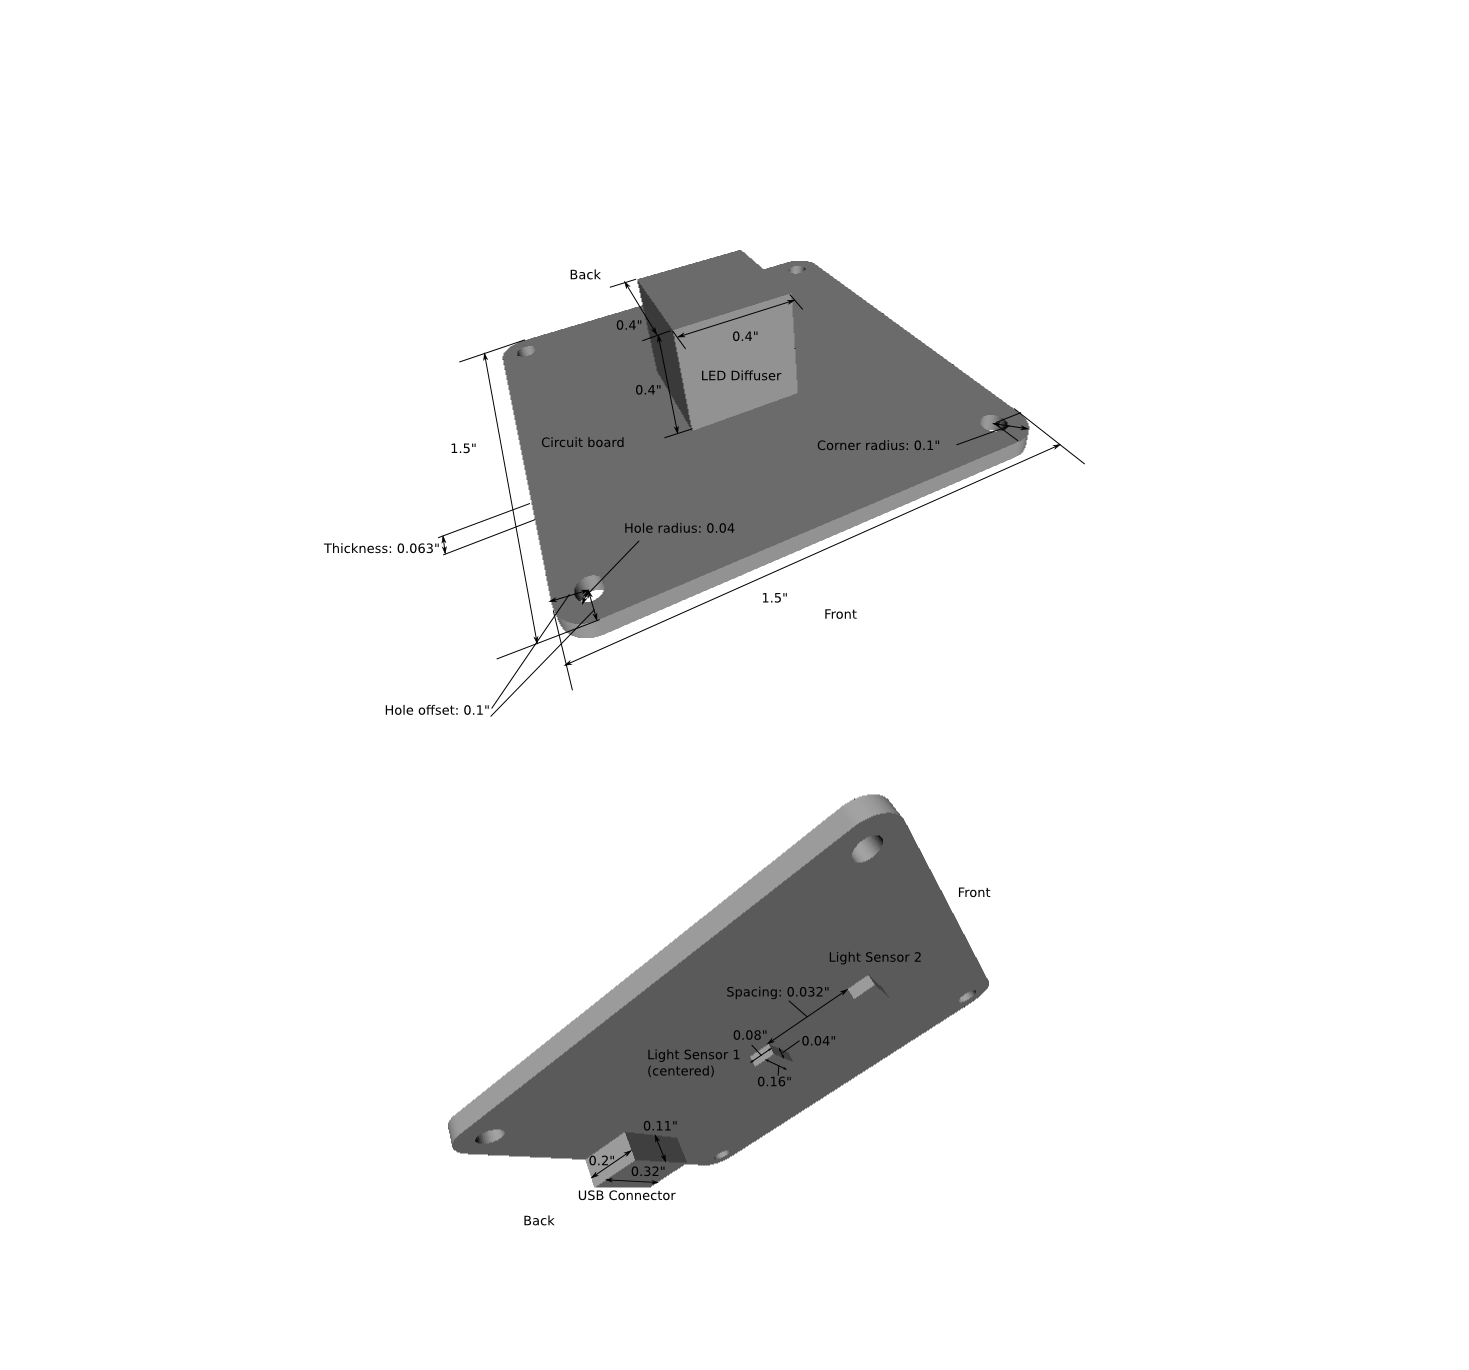 Back
0.4"
0.4"
LED Diffuser
0.4"
Circuit board
Corner radius: 0.1"
1.5"
Hole radius: 0.04
Thickness: 0.063"
1.5"
Front
Hole offset: 0.1"
Front
Light Sensor 2
Spacing: 0.032"
0.08"
0.04"
Light Sensor 1
(centered)
0.16"
0.11"
0.2"
0.32"
USB Connector
Back